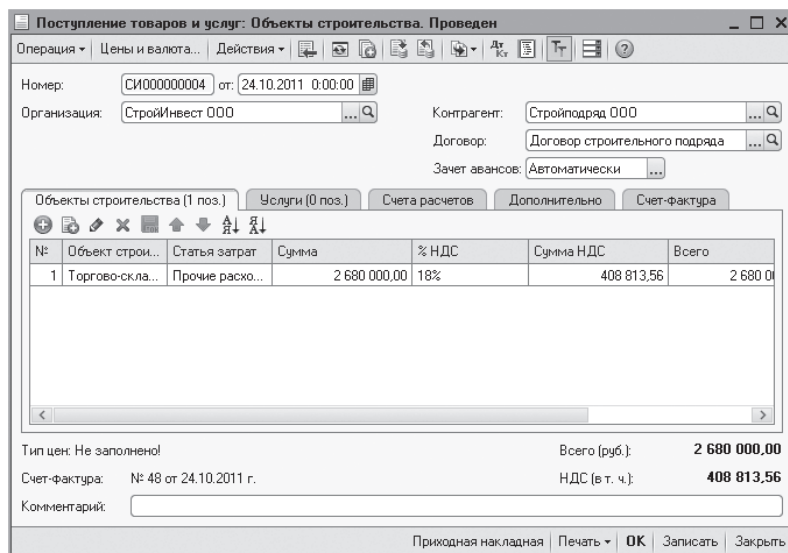 Поступление товаров и услуг: Объекты строительства. Проведен
Операция Цены и валюта... Действия
Номер: СИ000000004 от: 24.10.2011 0:00:00
Организация: СтройИнвест ООО Контрагент: Стройподряд ООО
Договор: Договор строительного подряда
Зачет авансов: Автоматически
Объекты строительства (1 поз.) Услуги (0 поз.) Счета расчетов Дополнительно Счет-фактура
№ Объект строи... Статья затрат Сумма % НДС Сумма НДС Всего
1 Торгово-скла... Прочие расхо... 2 680 000,00 18% 408 813,56 2 680 0
Тип цен: Не заполнено! Всего (руб.): 2 680 000,00
Счет-фактура: № 48 от 24.10.2011 г. НДС (в т. ч.): 408 813,56
Комментарий:
Приходная накладная Печать OK Записать Закрыть